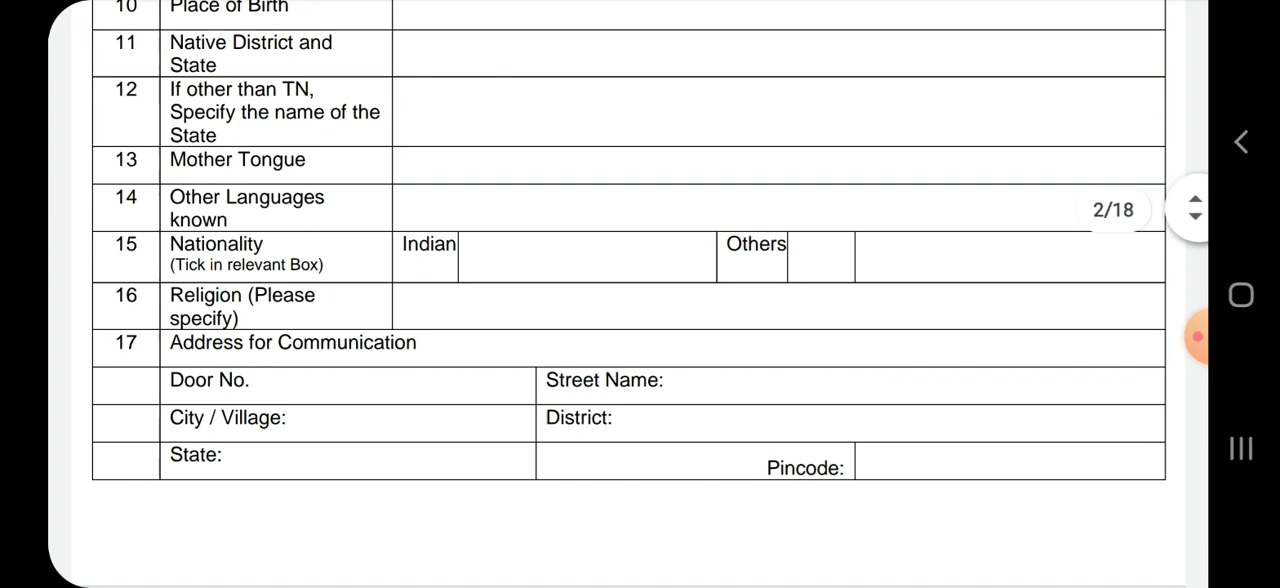 10 Place of Birth
11 Native District and
State
12 If other than TN,
Specify the name of the
State
13 Mother Tongue
14 Other Languages
known
2/18
15 Nationality Indian Others
(Tick in relevant Box)
16 Religion (Please
specify)
17 Address for Communication
Door No. Street Name:
City / Village: District:
State:
Pincode: